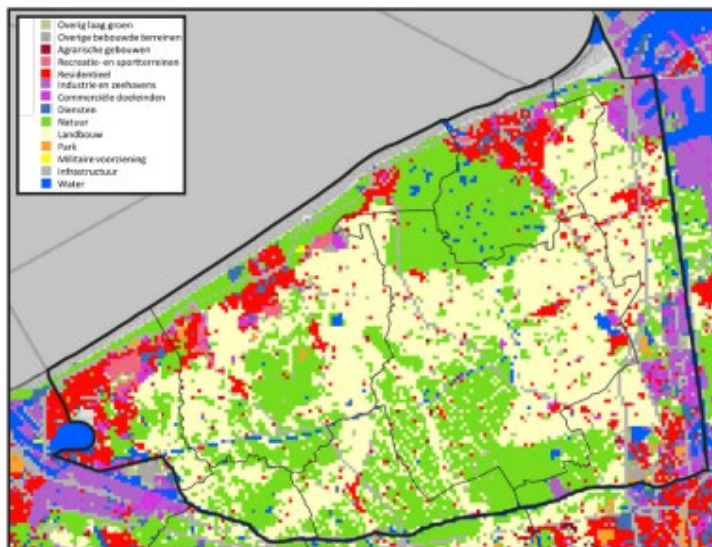 Overig laag groen
Overige bebouwde terreinen
Agrarische gebouwen
Recreatie- en sportterreinen
Residentieel
Industrie en zeehavens
Commerciële doeleinden
Diensten
Natuur
Landbouw
Park
Militaire voorziening
Infrastructuur
Water